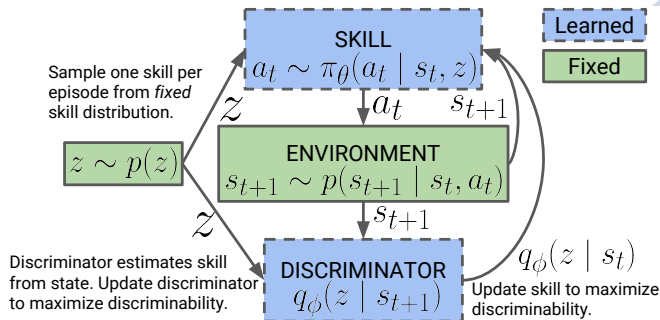 SKILL
a_t ∼ π_θ(a_t | s_t, z)
Learned
Fixed
Sample one skill per
episode from fixed
skill distribution.
z
a_t
s_{t+1}
z ∼ p(z)
ENVIRONMENT
s_{t+1} ∼ p(s_{t+1} | s_t, a_t)
z
s_{t+1}
Discriminator estimates skill
from state. Update discriminator
to maximize discriminability.
DISCRIMINATOR
q_ϕ(z | s_{t+1})
q_ϕ(z | s_t)
Update skill to maximize
discriminability.